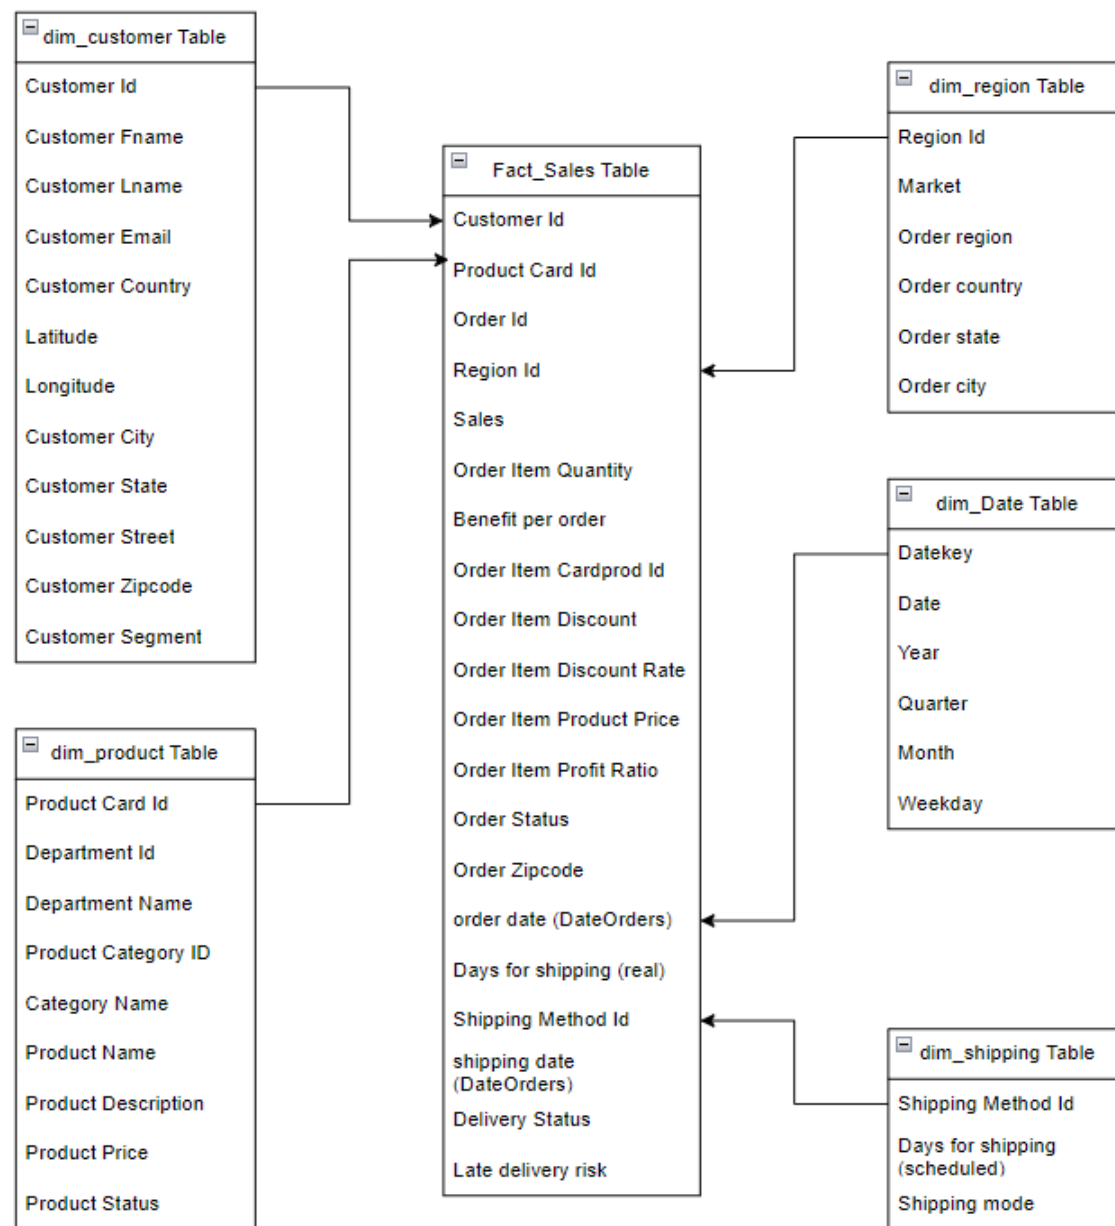 dim_customer Table
Customer Id
Customer Fname
Customer Lname
Customer Email
Customer Country
Latitude
Longitude
Customer City
Customer State
Customer Street
Customer Zipcode
Customer Segment
dim_product Table
Product Card Id
Department Id
Department Name
Product Category ID
Category Name
Product Name
Product Description
Product Price
Product Status
Fact_Sales Table
Customer Id
Product Card Id
Order Id
Region Id
Sales
Order Item Quantity
Benefit per order
Order Item Cardprod Id
Order Item Discount
Order Item Discount Rate
Order Item Product Price
Order Item Profit Ratio
Order Status
Order Zipcode
order date (DateOrders)
Days for shipping (real)
Shipping Method Id
shipping date
(DateOrders)
Delivery Status
Late delivery risk
dim_region Table
Region Id
Market
Order region
Order country
Order state
Order city
dim_Date Table
Datekey
Date
Year
Quarter
Month
Weekday
dim_shipping Table
Shipping Method Id
Days for shipping
(scheduled)
Shipping mode